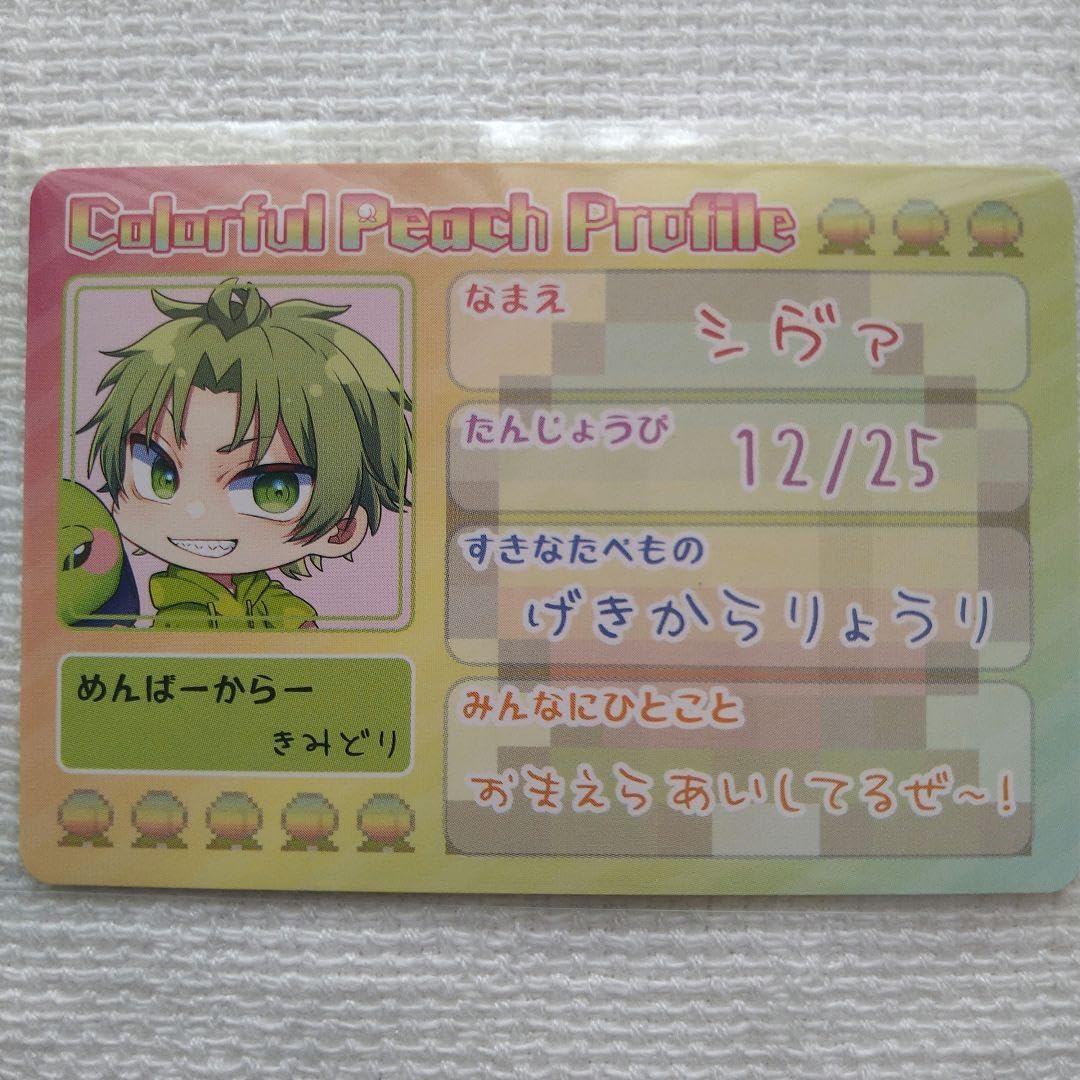 Colorful Peach Profile
なまえ
シヴァ
たんじょうび
12/25
すきなたべもの
げきからりょうり
めんばーからー
きみどり
みんなにひとこと
おまえらあいしてるぜ~!